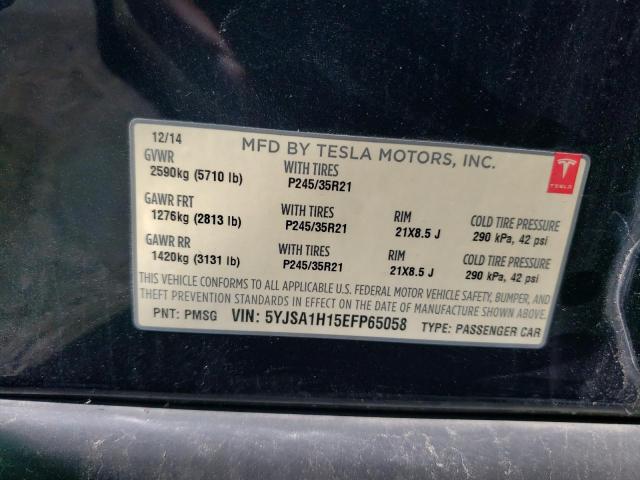 12/14
MFD BY TESLA MOTORS, INC.
GVWR WITH TIRES
2590kg (5710 lb) P245/35R21
TESLA
GAWR FRT WITH TIRES RIM COLD TIRE PRESSURE
1276kg (2813 lb) P245/35R21 21X8.5 J 290 kPa, 42 psi
GAWR RR WITH TIRES RIM COLD TIRE PRESSURE
1420kg (3131 lb) P245/35R21 21X8.5 J 290 kPa, 42 psi
THIS VEHICLE CONFORMS TO ALL APPLICABLE U.S. FEDERAL MOTOR VEHICLE SAFETY, BUMPER, AND
THEFT PREVENTION STANDARDS IN EFFECT ON THE DATE OF MANUFACTURE SHOWN ABOVE.
PNT: PMSG VIN: 5YJSA1H15EFP65058 TYPE: PASSENGER CAR